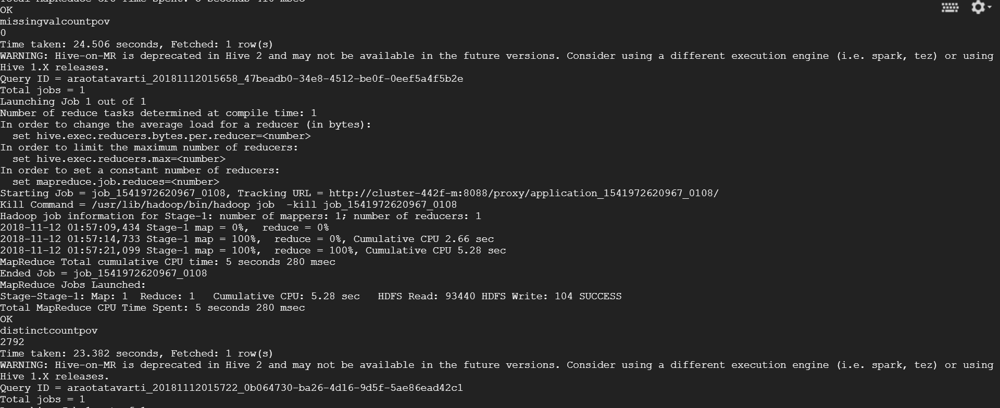 Total MapReduce CPU Time Spent: 6 seconds 710 msec
OK
missingvalcountpov
0
Time taken: 24.506 seconds, Fetched: 1 row(s)
WARNING: Hive-on-MR is deprecated in Hive 2 and may not be available in the future versions. Consider using a different execution engine (i.e. spark, tez) or using
Hive 1.X releases.
Query ID = araotatavarti_20181112015658_47beadb0-34e8-4512-be0f-0eef5a4f5b2e
Total jobs = 1
Launching Job 1 out of 1
Number of reduce tasks determined at compile time: 1
In order to change the average load for a reducer (in bytes):
  set hive.exec.reducers.bytes.per.reducer=<number>
In order to limit the maximum number of reducers:
  set hive.exec.reducers.max=<number>
In order to set a constant number of reducers:
  set mapreduce.job.reduces=<number>
Starting Job = job_1541972620967_0108, Tracking URL = http://cluster-442f-m:8088/proxy/application_1541972620967_0108/
Kill Command = /usr/lib/hadoop/bin/hadoop job  -kill job_1541972620967_0108
Hadoop job information for Stage-1: number of mappers: 1; number of reducers: 1
2018-11-12 01:57:09,434 Stage-1 map = 0%,  reduce = 0%
2018-11-12 01:57:14,733 Stage-1 map = 100%,  reduce = 0%, Cumulative CPU 2.66 sec
2018-11-12 01:57:21,099 Stage-1 map = 100%,  reduce = 100%, Cumulative CPU 5.28 sec
MapReduce Total cumulative CPU time: 5 seconds 280 msec
Ended Job = job_1541972620967_0108
MapReduce Jobs Launched:
Stage-Stage-1: Map: 1  Reduce: 1   Cumulative CPU: 5.28 sec   HDFS Read: 93440 HDFS Write: 104 SUCCESS
Total MapReduce CPU Time Spent: 5 seconds 280 msec
OK
distinctcountpov
2792
Time taken: 23.382 seconds, Fetched: 1 row(s)
WARNING: Hive-on-MR is deprecated in Hive 2 and may not be available in the future versions. Consider using a different execution engine (i.e. spark, tez) or using
Hive 1.X releases.
Query ID = araotatavarti_20181112015722_0b064730-ba26-4d16-9d5f-5ae86ead42c1
Total jobs = 1